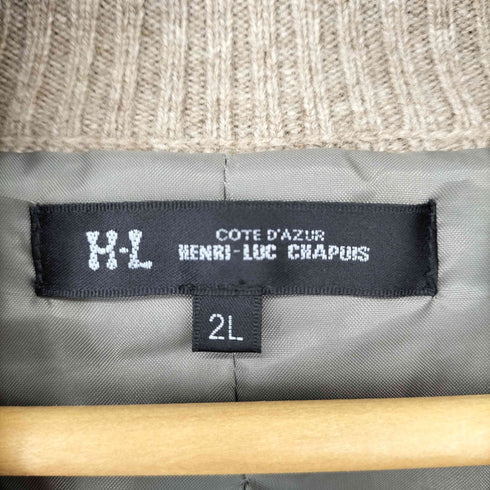 H-L
COTE D'AZUR
HENRI-LUC CHAPUIS
2L